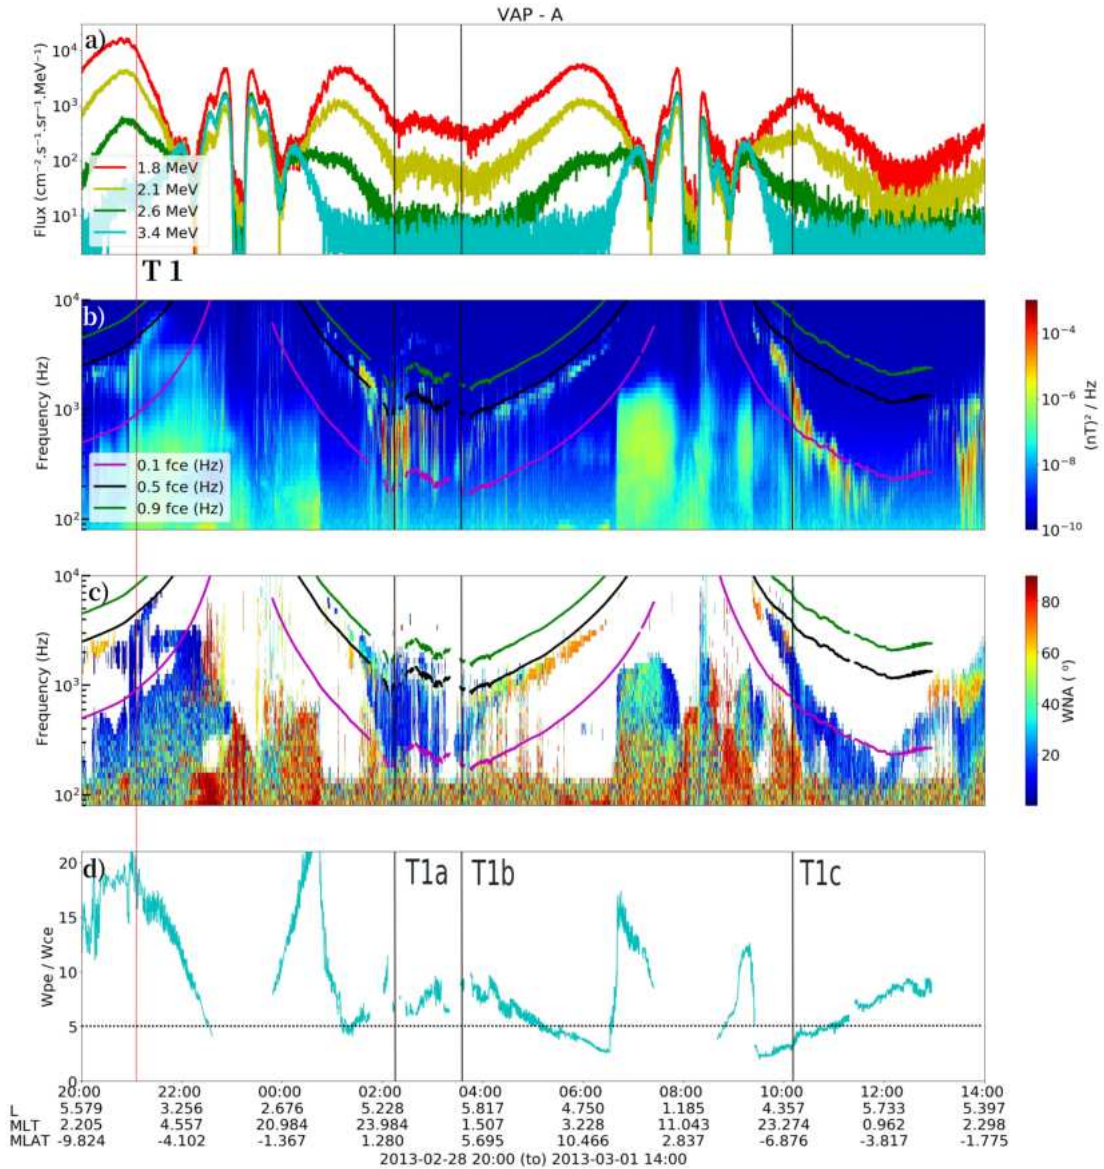 VAP - A
a)
10⁴
10³
10²
10¹
Flux (cm⁻².s⁻¹.sr⁻¹.MeV⁻¹)
1.8 MeV
2.1 MeV
2.6 MeV
3.4 MeV
T 1
b)
10⁴
10³
10²
Frequency (Hz)
0.1 fce (Hz)
0.5 fce (Hz)
0.9 fce (Hz)
10⁻⁴
10⁻⁶
10⁻⁸
10⁻¹⁰
(nT)² / Hz
c)
10⁴
10³
10²
Frequency (Hz)
80
60
40
20
WNA ( º)
d)
T1a
T1b
T1c
20
15
10
5
0
Wpe / Wce
20:00 22:00 00:00 02:00 04:00 06:00 08:00 10:00 12:00 14:00
L 5.579 3.256 2.676 5.228 5.817 4.750 1.185 4.357 5.733 5.397
MLT 2.205 4.557 20.984 23.984 1.507 3.228 11.043 23.274 0.962 2.298
MLAT -9.824 -4.102 -1.367 1.280 5.695 10.466 2.837 -6.876 -3.817 -1.775
2013-02-28 20:00 (to) 2013-03-01 14:00